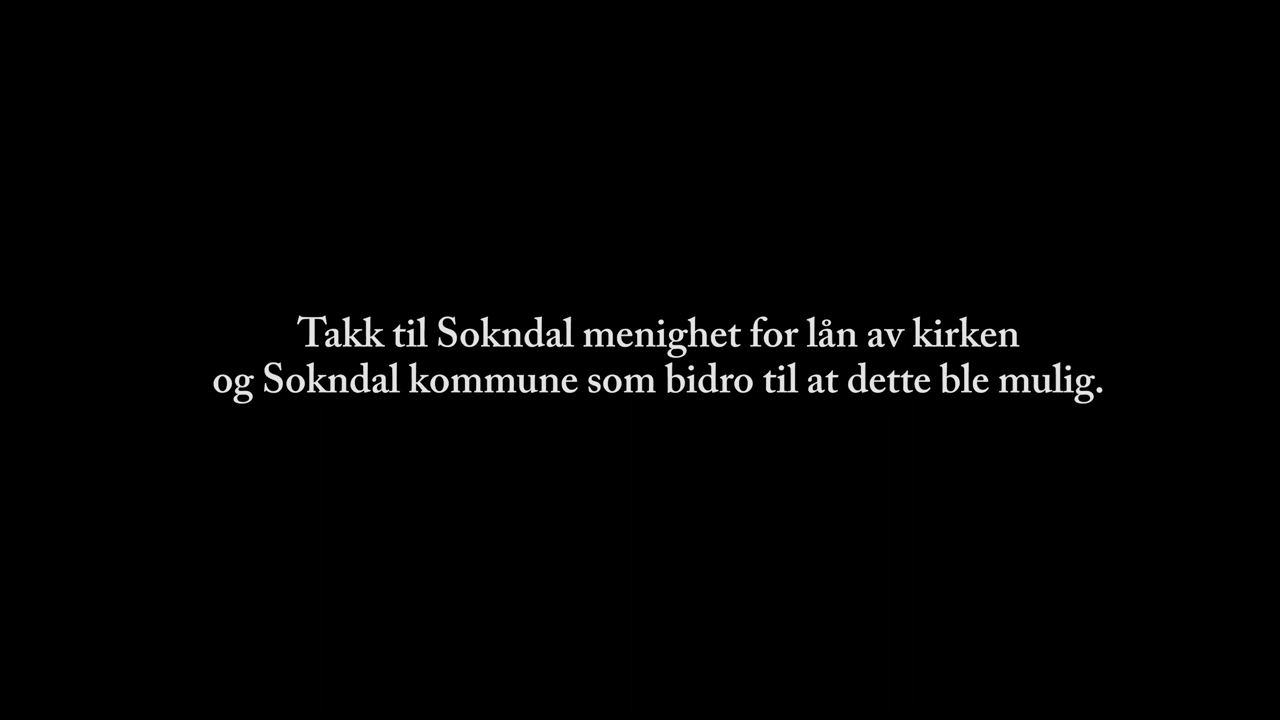 Takk til Sokndal menighet for lån av kirken
og Sokndal kommune som bidro til at dette ble mulig.